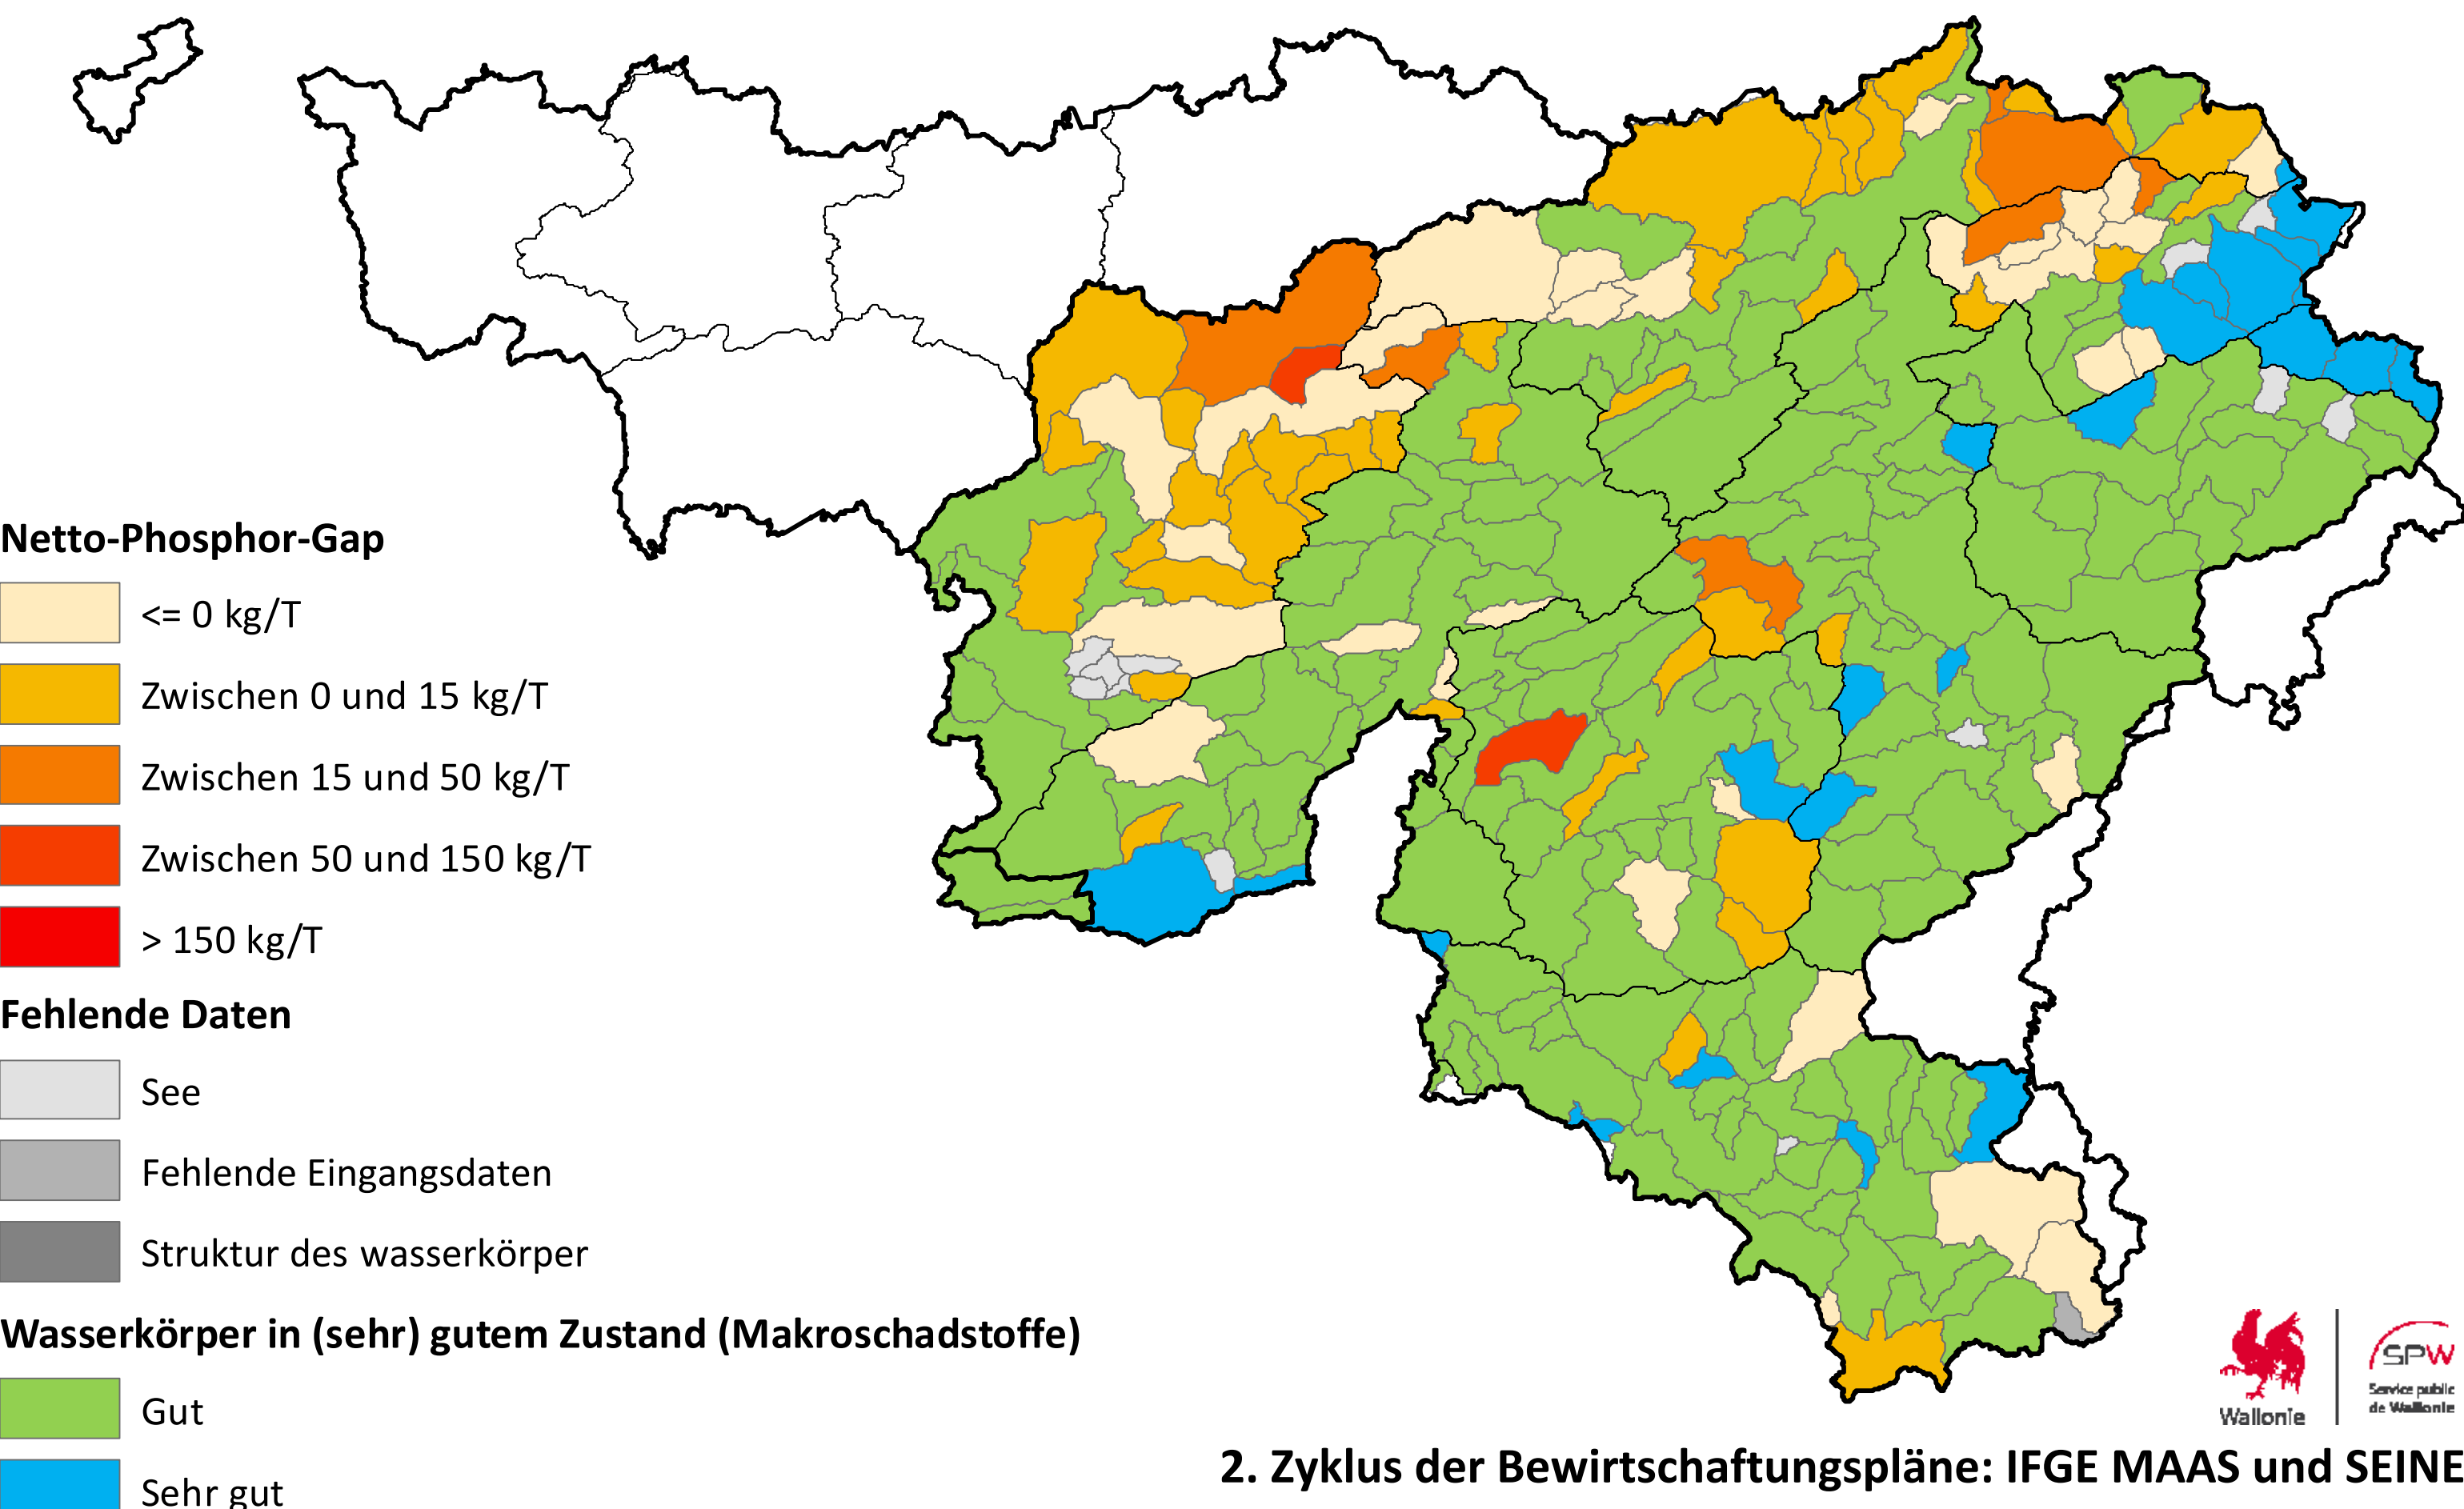 Netto-Phosphor-Gap
<= 0 kg/T
Zwischen 0 und 15 kg/T
Zwischen 15 und 50 kg/T
Zwischen 50 und 150 kg/T
> 150 kg/T
Fehlende Daten
See
Fehlende Eingangsdaten
Struktur des wasserkörper
Wasserkörper in (sehr) gutem Zustand (Makroschadstoffe)
Gut
Sehr gut
Wallonie
SPW
Service public
de Wallonie
2. Zyklus der Bewirtschaftungspläne: IFGE MAAS und SEINE